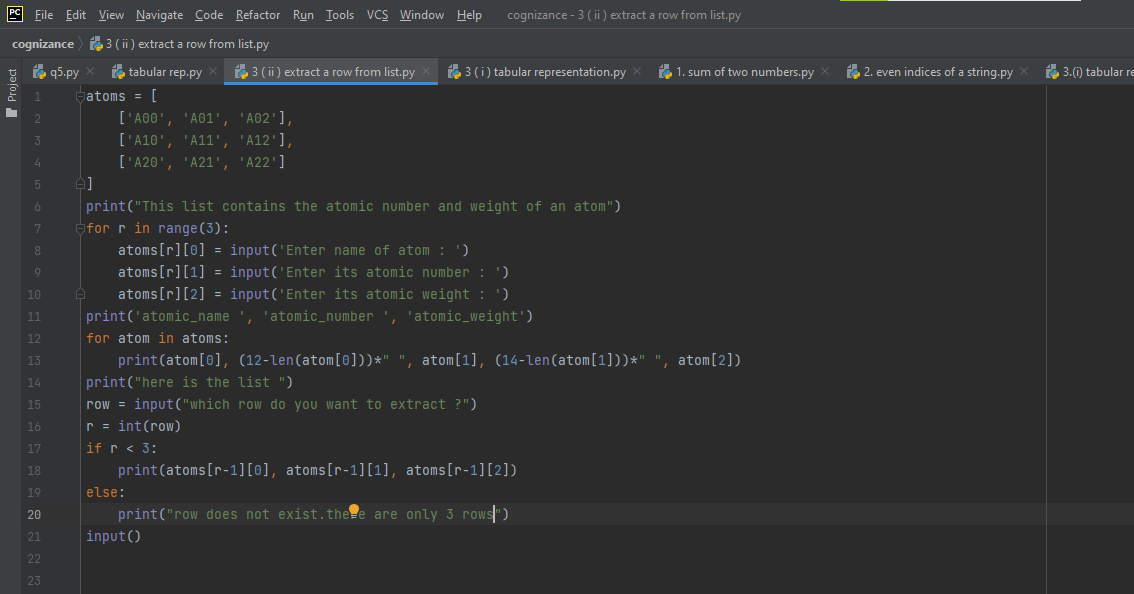 PC File Edit View Navigate Code Refactor Run Tools VCS Window Help cognizance - 3 ( ii ) extract a row from list.py
cognizance 3 ( ii ) extract a row from list.py
Project
q5.py tabular rep.py 3 ( ii ) extract a row from list.py 3 ( i ) tabular representation.py 1. sum of two numbers.py 2. even indices of a string.py 3.(i) tabular re
1 atoms = [
2     ['A00', 'A01', 'A02'],
3     ['A10', 'A11', 'A12'],
4     ['A20', 'A21', 'A22']
5 ]
6 print("This list contains the atomic number and weight of an atom")
7 for r in range(3):
8     atoms[r][0] = input('Enter name of atom : ')
9     atoms[r][1] = input('Enter its atomic number : ')
10     atoms[r][2] = input('Enter its atomic weight : ')
11 print('atomic_name ', 'atomic_number ', 'atomic_weight')
12 for atom in atoms:
13     print(atom[0], (12-len(atom[0]))*" ", atom[1], (14-len(atom[1]))*" ", atom[2])
14 print("here is the list ")
15 row = input("which row do you want to extract ?")
16 r = int(row)
17 if r < 3:
18     print(atoms[r-1][0], atoms[r-1][1], atoms[r-1][2])
19 else:
20     print("row does not exist.there are only 3 rows")
21 input()
22
23